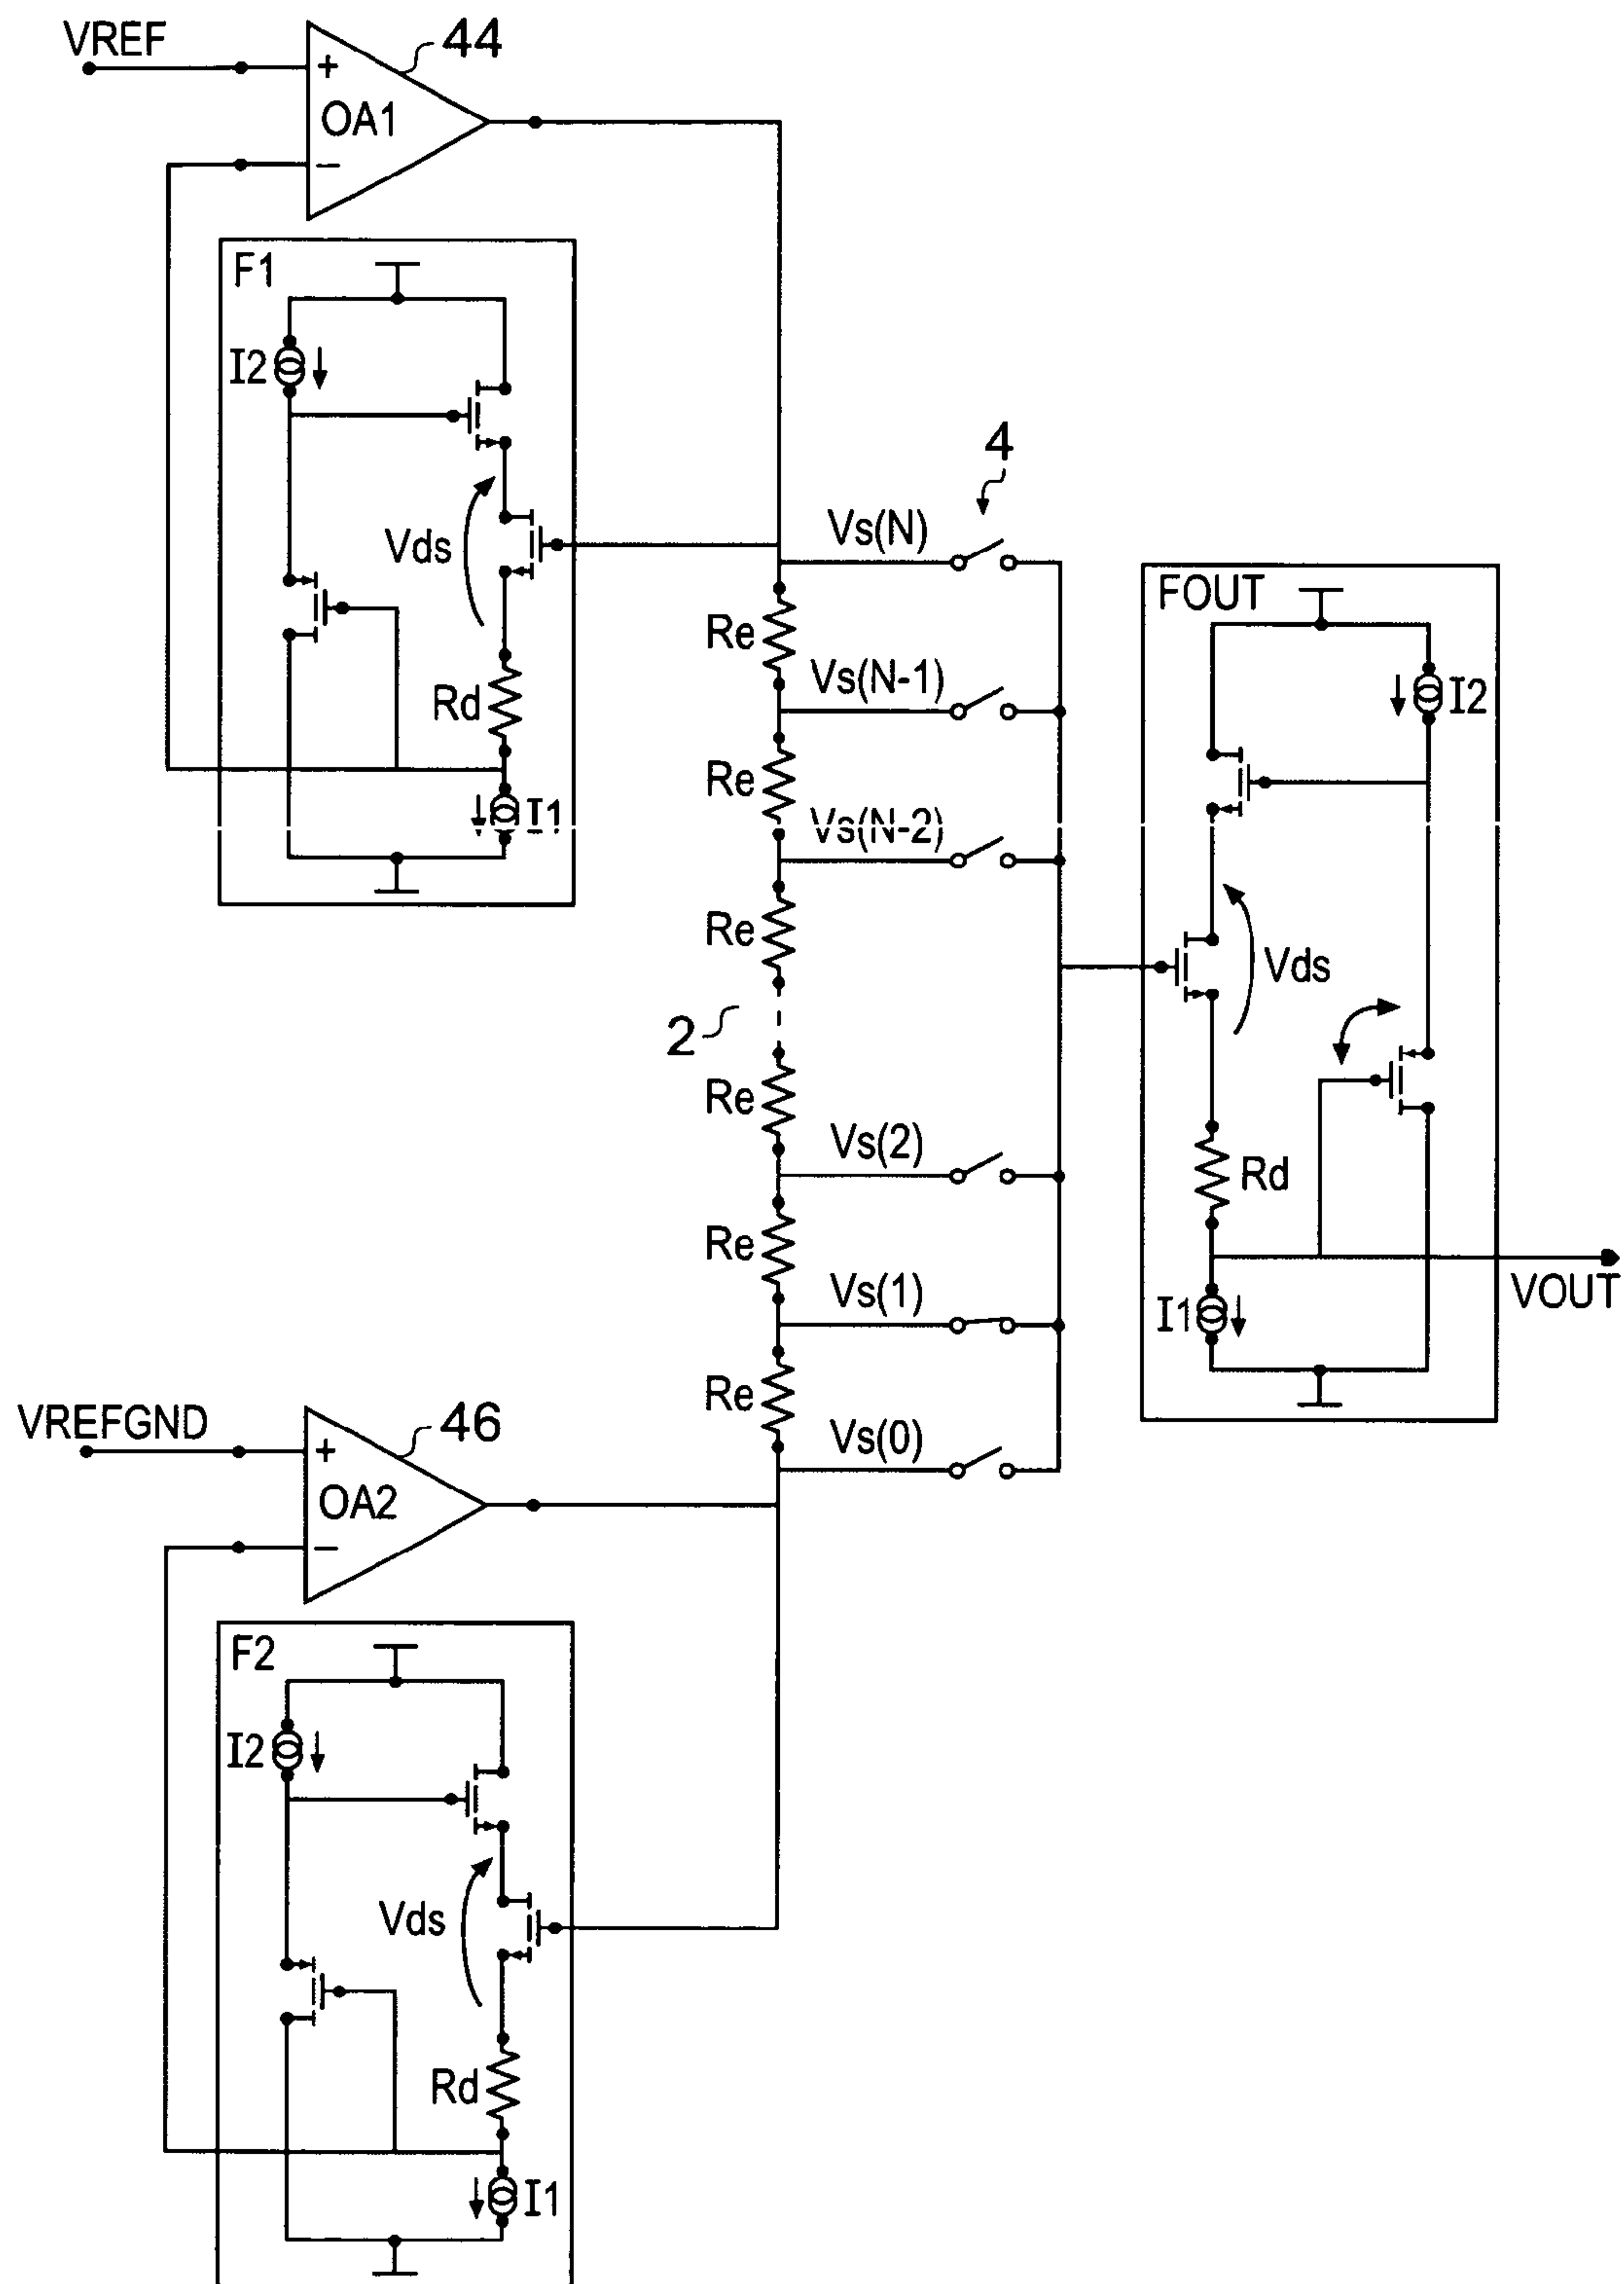 VREF
44
+
OA1
−
F1
I2
Vds
Rd
I1
4
Vs(N)
Re
Vs(N-1)
Re
Vs(N-2)
Re
2
Re
Vs(2)
Re
Vs(1)
Re
Vs(0)
FOUT
I2
Vds
Rd
I1
VOUT
VREFGND
46
+
OA2
−
F2
I2
Vds
Rd
I1